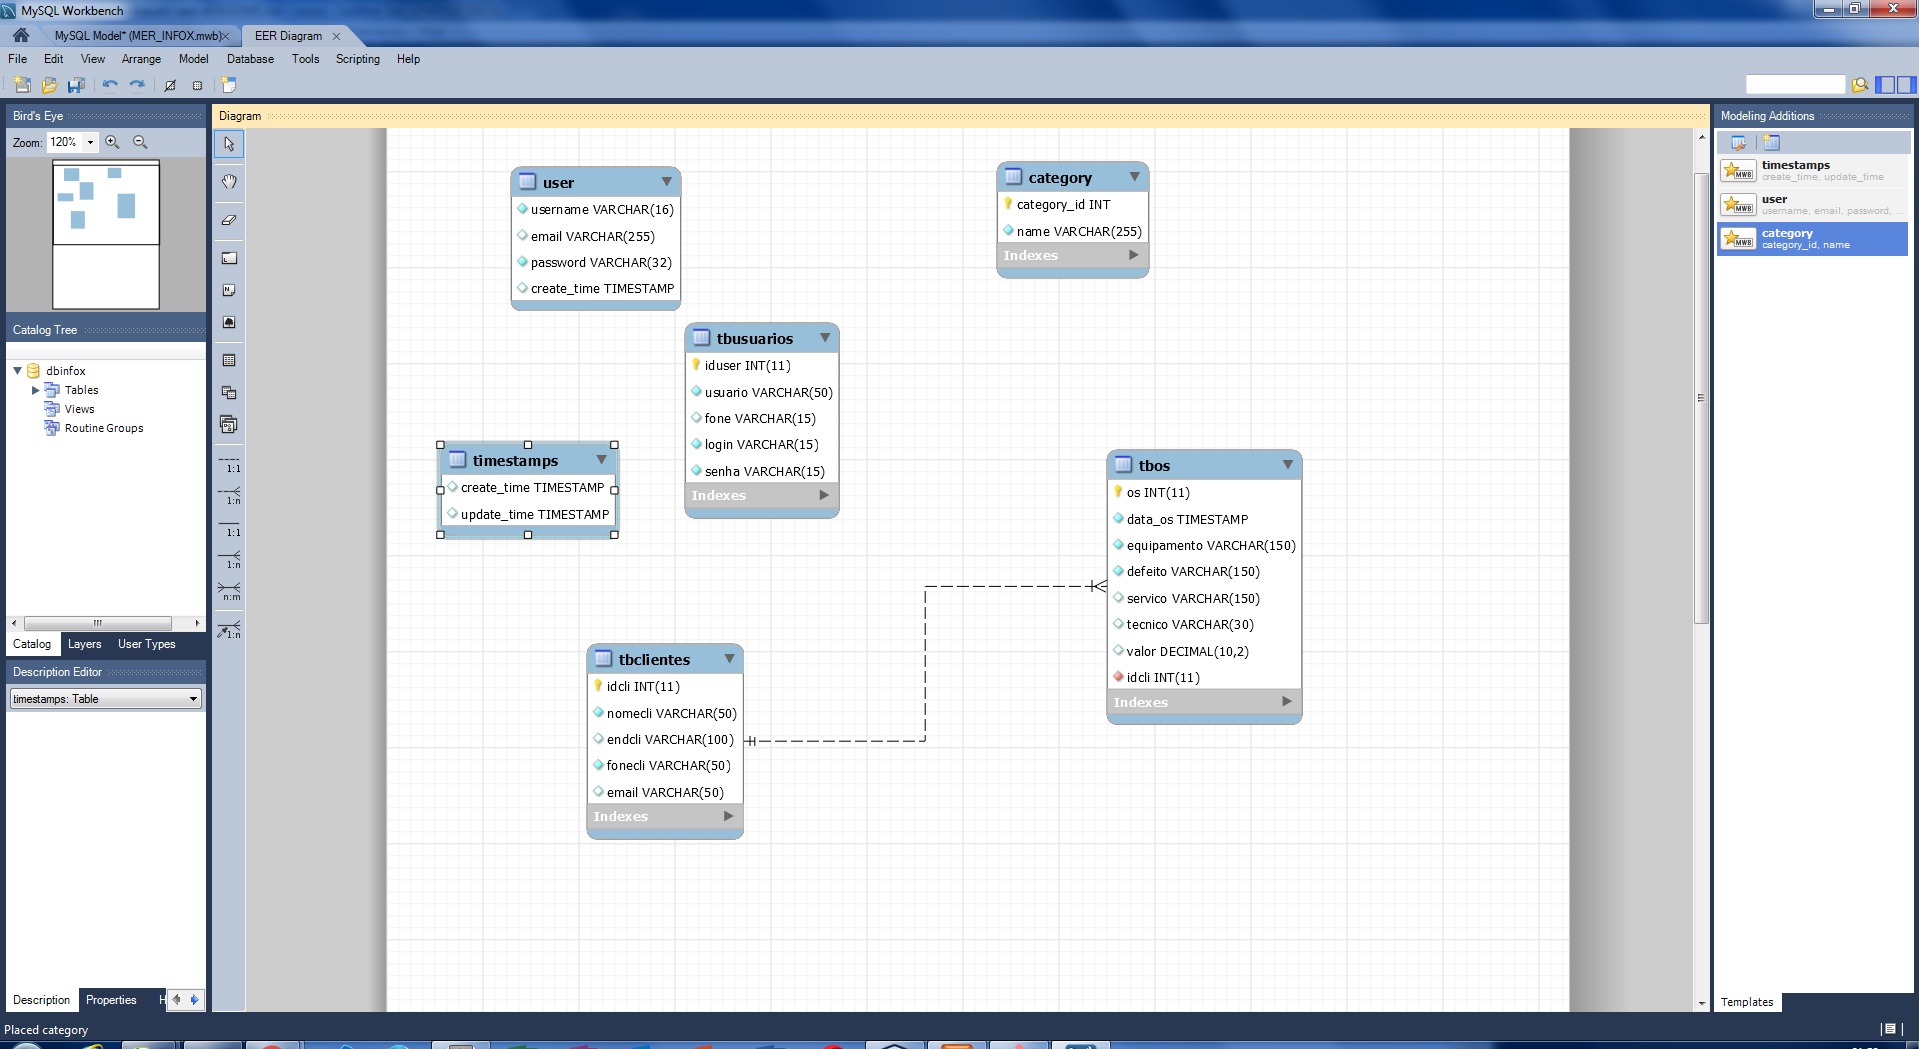 MySQL Workbench
MySQL Model* (MER_INFOX.mwb)
EER Diagram
File Edit View Arrange Model Database Tools Scripting Help
Bird's Eye
Zoom: 120%
Catalog Tree
dbinfox
Tables
Views
Routine Groups
Catalog Layers User Types
Description Editor
timestamps: Table
Description Properties H
Placed category
Diagram
1:1
1:n
1:1
1:n
n:m
1:n
user
username VARCHAR(16)
email VARCHAR(255)
password VARCHAR(32)
create_time TIMESTAMP
category
category_id INT
name VARCHAR(255)
Indexes
tbusuarios
iduser INT(11)
usuario VARCHAR(50)
fone VARCHAR(15)
login VARCHAR(15)
senha VARCHAR(15)
Indexes
timestamps
create_time TIMESTAMP
update_time TIMESTAMP
tbos
os INT(11)
data_os TIMESTAMP
equipamento VARCHAR(150)
defeito VARCHAR(150)
servico VARCHAR(150)
tecnico VARCHAR(30)
valor DECIMAL(10,2)
idcli INT(11)
Indexes
tbclientes
idcli INT(11)
nomecli VARCHAR(50)
endcli VARCHAR(100)
fonecli VARCHAR(50)
email VARCHAR(50)
Indexes
Modeling Additions
MWB
timestamps
create_time, update_time
MWB
user
username, email, password, ...
MWB
category
category_id, name
Templates